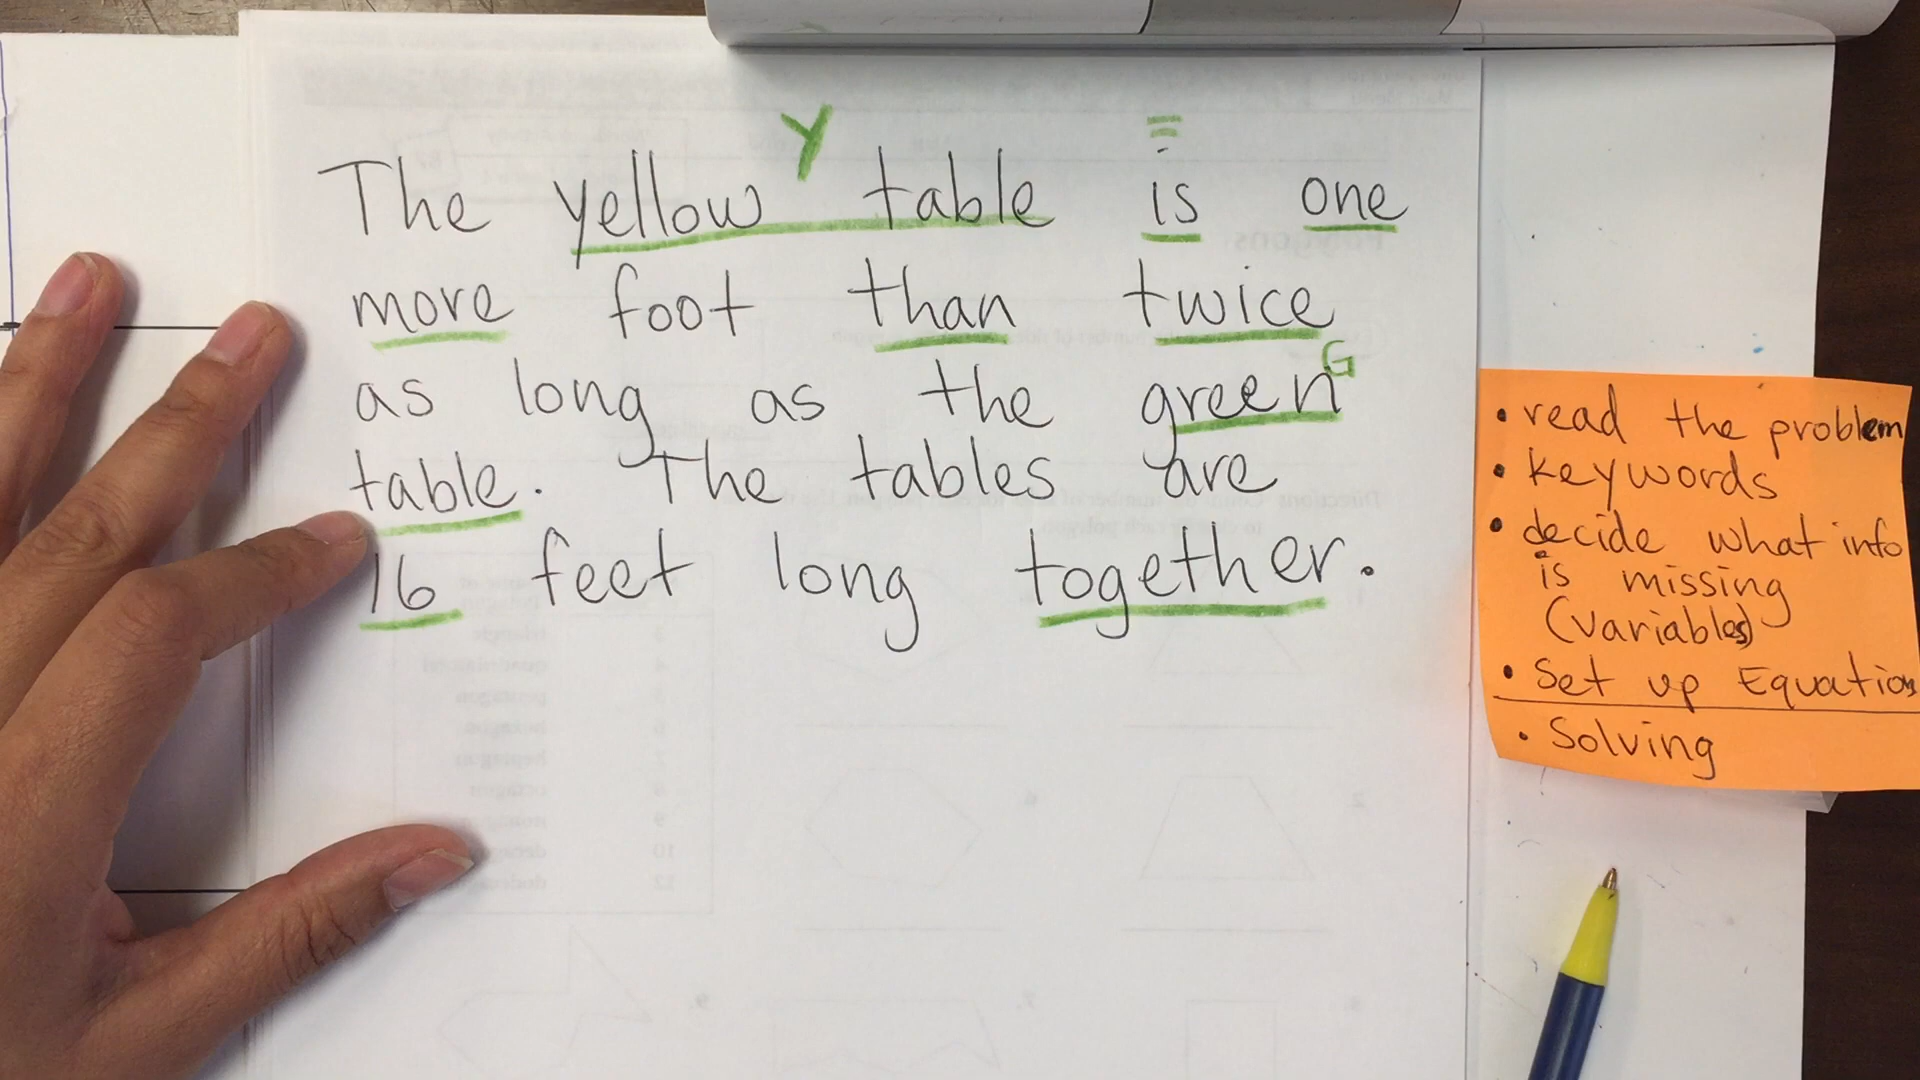 Y =
The yellow table is one
more foot than twice
G
as long as the green
table. The tables are
16 feet long together.
• read the problem
• keywords
• decide what info
is missing
(variables)
• Set up Equations
• Solving